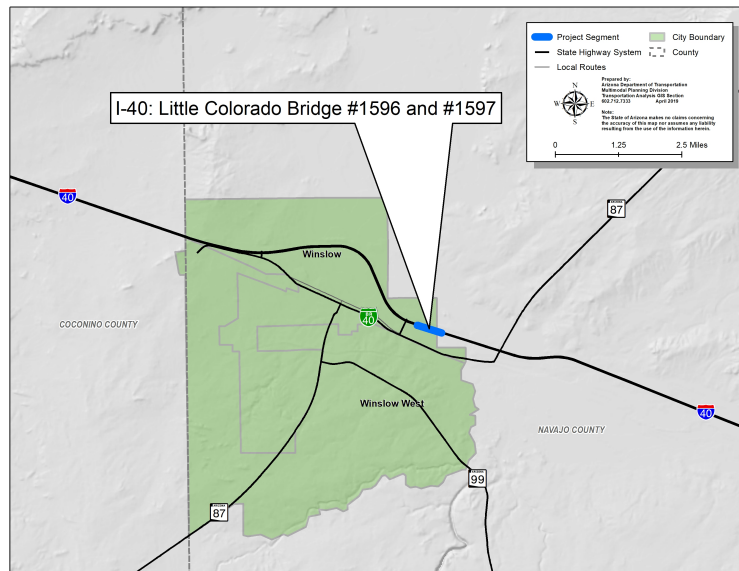 Project Segment
State Highway System
Local Routes
City Boundary
County
N
W
E
S
Prepared by:
Arizona Department of Transportation
Multimodal Planning Division
Transportation Analysis GIS Section
602.712.7333 April 2018
Note:
The State of Arizona makes no claims concerning
the accuracy of this map nor assumes any liability
resulting from the use of the information herein.
0 1.25 2.5 Miles
I-40: Little Colorado Bridge #1596 and #1597
40
ARIZONA
87
Winslow
40
COCONINO COUNTY
Winslow West
40
NAVAJO COUNTY
ARIZONA
99
ARIZONA
87